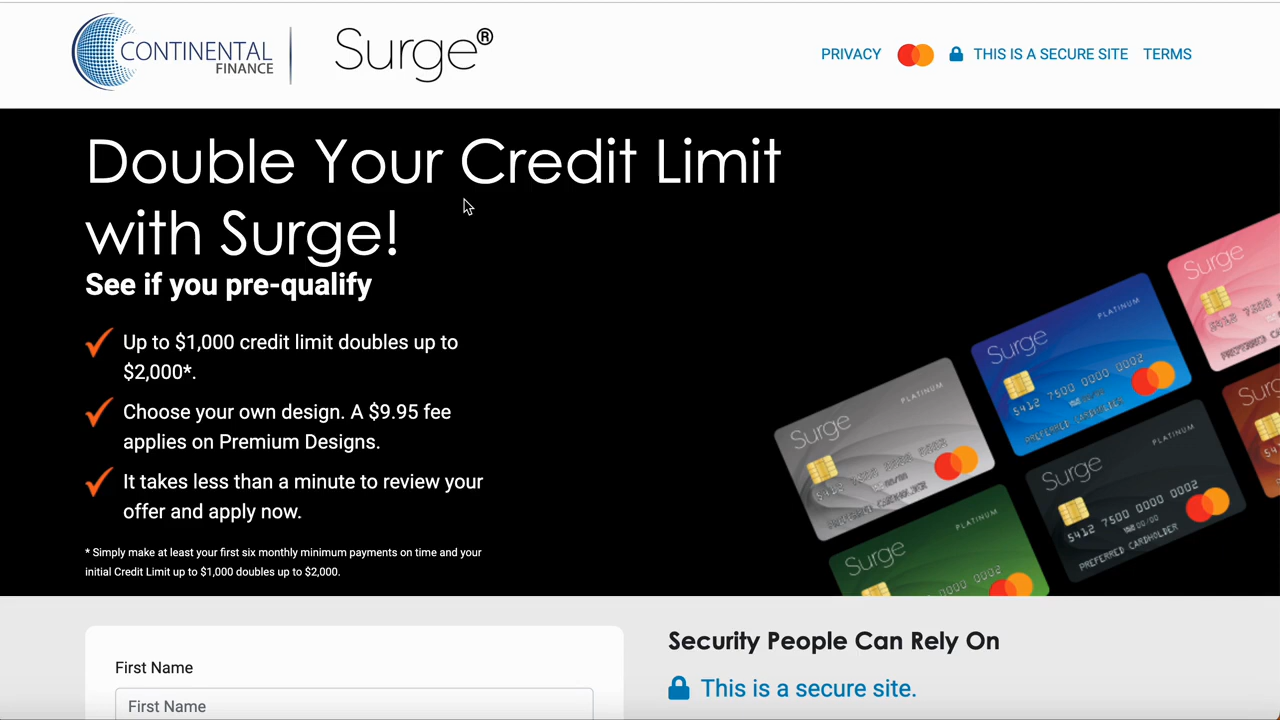 CONTINENTAL
FINANCE
Surge®
PRIVACY
THIS IS A SECURE SITE
TERMS
Double Your Credit Limit
with Surge!
See if you pre-qualify
Up to $1,000 credit limit doubles up to
$2,000*.
Choose your own design. A $9.95 fee
applies on Premium Designs.
It takes less than a minute to review your
offer and apply now.
* Simply make at least your first six monthly minimum payments on time and your
initial Credit Limit up to $1,000 doubles up to $2,000.
Surge
PLATINUM
Surge
PLATINUM
5412 7500 0000 0002
PREFERRED CARDHOLDER
Surge
Surge
PLATINUM
PREFERRED CARDHOLDER
Surge
PLATINUM
5412 7500 0000 0002
PREFERRED CARDHOLDER
Surge
PLATINUM
First Name
First Name
Security People Can Rely On
This is a secure site.